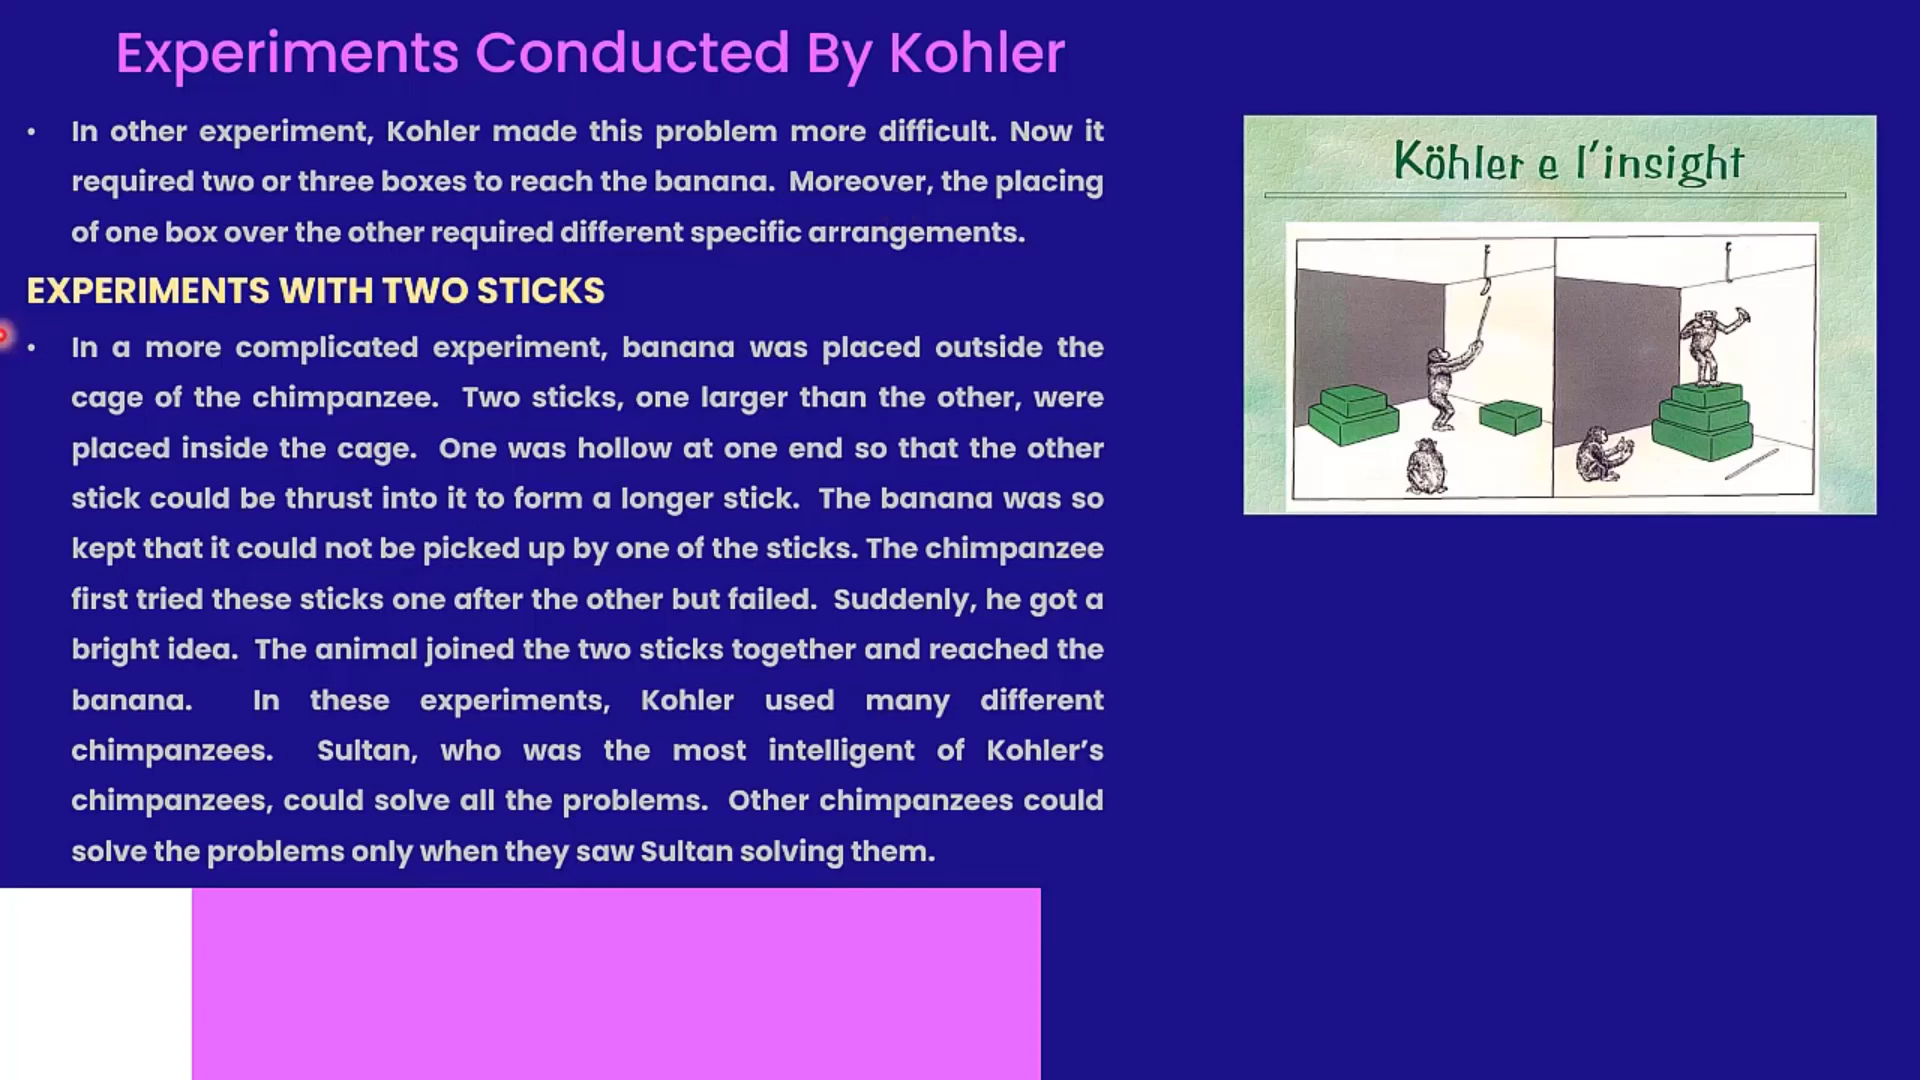 Experiments Conducted By Kohler
• In other experiment, Kohler made this problem more difficult. Now it
required two or three boxes to reach the banana. Moreover, the placing
of one box over the other required different specific arrangements.
EXPERIMENTS WITH TWO STICKS
• In a more complicated experiment, banana was placed outside the
cage of the chimpanzee. Two sticks, one larger than the other, were
placed inside the cage. One was hollow at one end so that the other
stick could be thrust into it to form a longer stick. The banana was so
kept that it could not be picked up by one of the sticks. The chimpanzee
first tried these sticks one after the other but failed. Suddenly, he got a
bright idea. The animal joined the two sticks together and reached the
banana. In these experiments, Kohler used many different
chimpanzees. Sultan, who was the most intelligent of Kohler’s
chimpanzees, could solve all the problems. Other chimpanzees could
solve the problems only when they saw Sultan solving them.
Köhler e l’insight